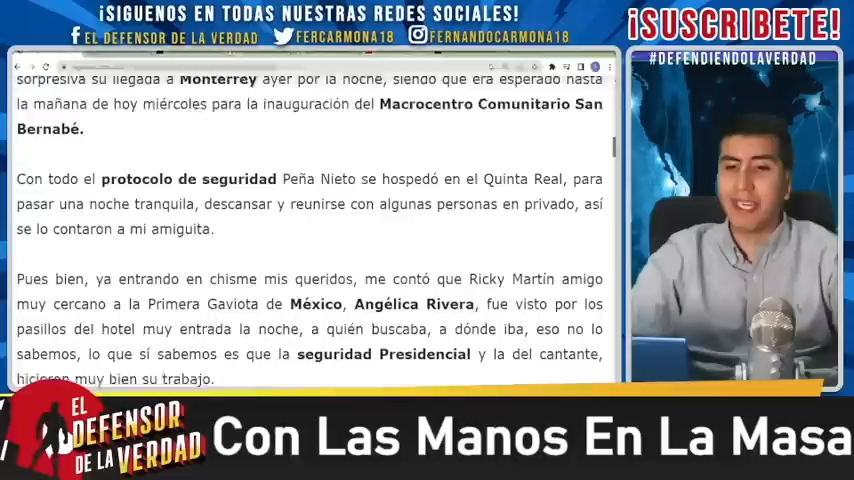 ¡SIGUENOS EN TODAS NUESTRAS REDES SOCIALES!
EL DEFENSOR DE LA VERDAD FERCARMONA18 FERNANDOCARMONA18
¡SUSCRIBETE!
#DEFENDIENDOLAVERDAD
sorpresiva su llegada a Monterrey ayer por la noche, siendo que era esperado hasta
la mañana de hoy miércoles para la inauguración del Macrocentro Comunitario San
Bernabé.
Con todo el protocolo de seguridad Peña Nieto se hospedó en el Quinta Real, para
pasar una noche tranquila, descansar y reunirse con algunas personas en privado, así
se lo contaron a mi amiguita.
Pues bien, ya entrando en chisme mis queridos, me contó que Ricky Martín amigo
muy cercano a la Primera Gaviota de México, Angélica Rivera, fue visto por los
pasillos del hotel muy entrada la noche, a quién buscaba, a dónde iba, eso no lo
sabemos, lo que sí sabemos es que la seguridad Presidencial y la del cantante,
hicieron muy bien su trabajo.
EL
DEFENSOR
DE LA VERDAD
Con Las Manos En La Masa